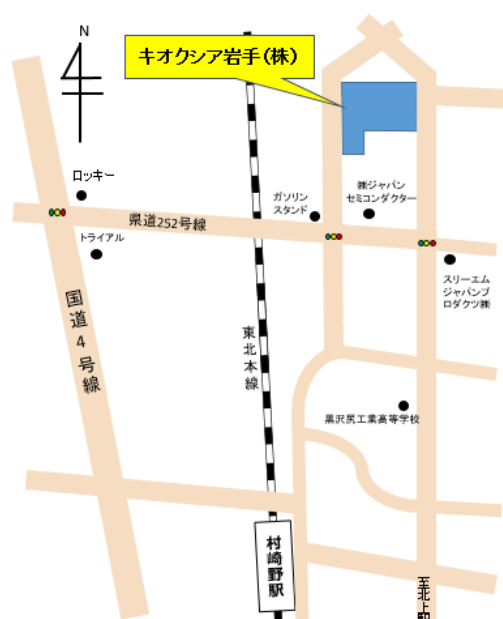 N
キオクシア岩手(株)
ロッキー
ガソリン
スタンド
㈱ジャパン
セミコンダクター
県道252号線
トライアル
スリーエム
ジャパンプ
ロダクツ㈱
国道4号線
東北本線
黒沢尻工業高等学校
村崎野駅
至北上駅